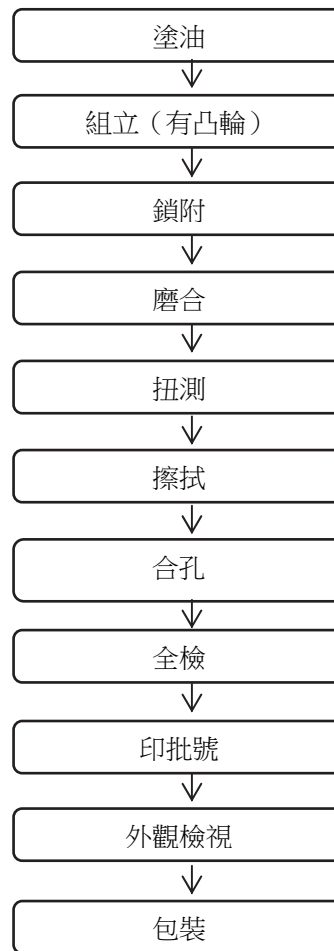 塗油
組立（有凸輪）
鎖附
磨合
扭測
擦拭
合孔
全檢
印批號
外觀檢視
包裝